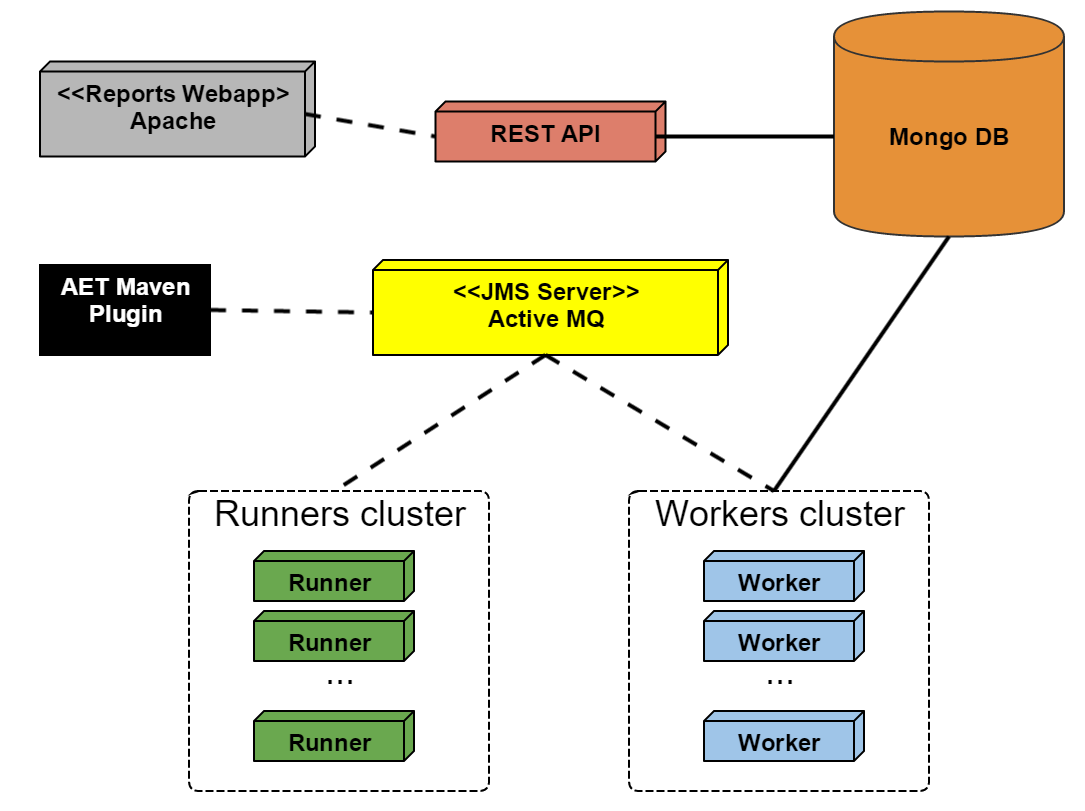 <<Reports Webapp>
Apache
REST API
Mongo DB
AET Maven
Plugin
<<JMS Server>>
Active MQ
Runners cluster
Runner
Runner
...
Runner
Workers cluster
Worker
Worker
...
Worker